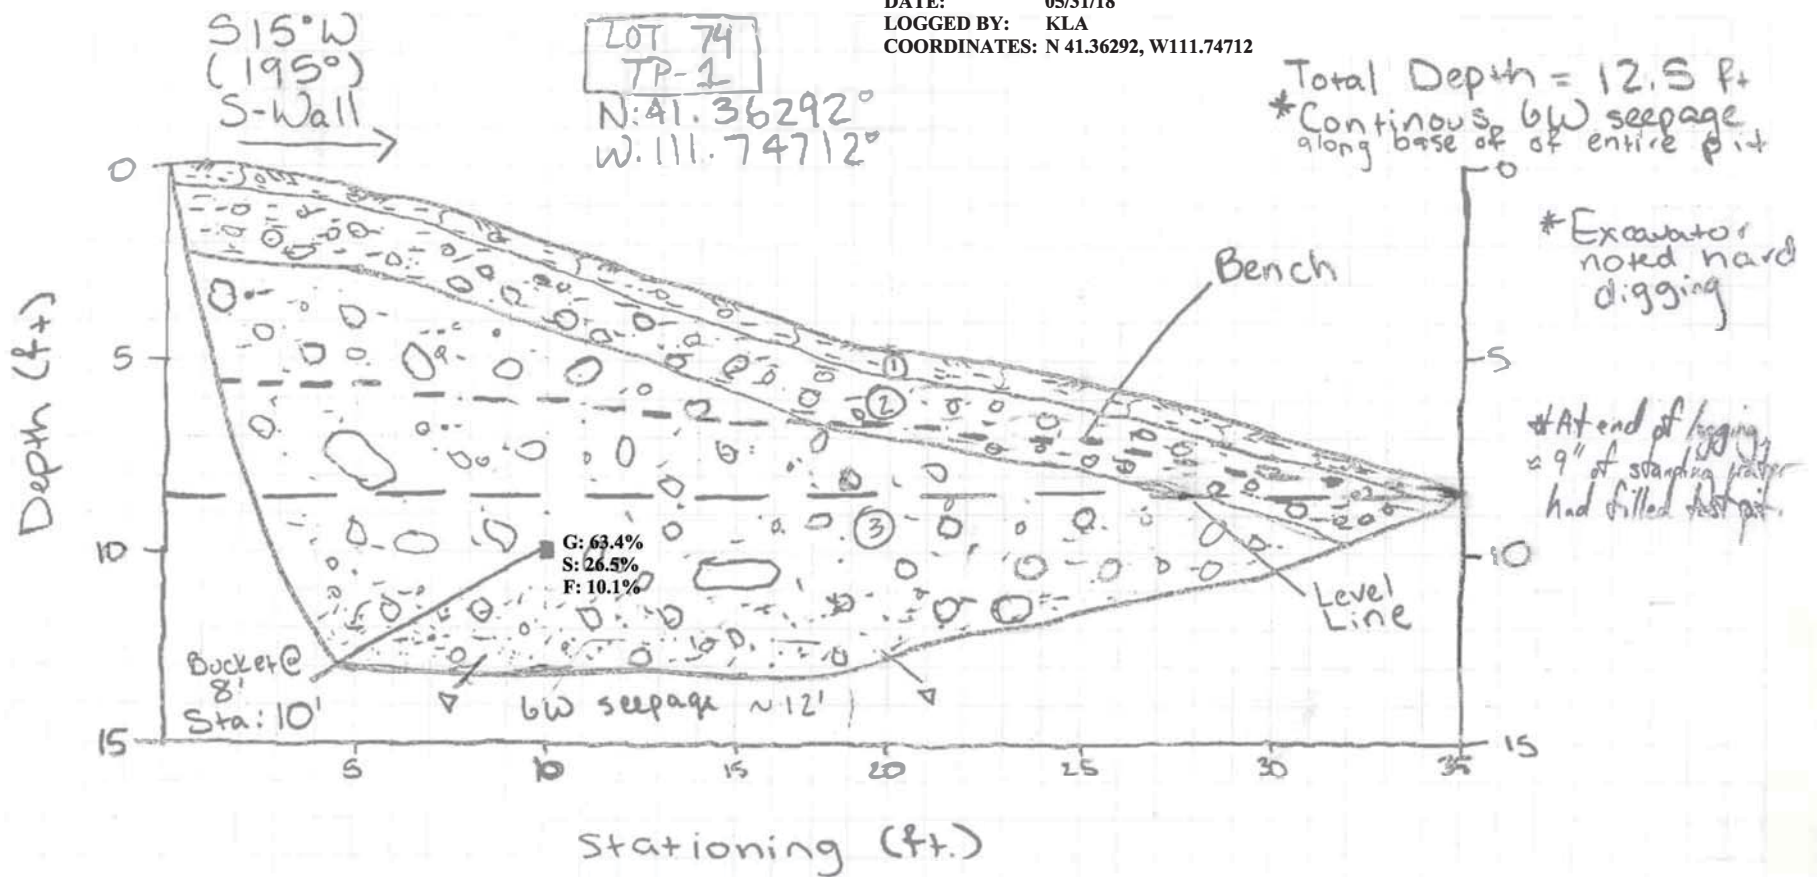 DATE: 05/31/18
LOGGED BY: KLA
COORDINATES: N 41.36292, W111.74712
S15°W
(195°)
S-Wall
LOT 74
TP-1
N:41.36292°
W.111.74712°
Total Depth = 12.5 ft
*Continous GW seepage
along base of of entire pit
* Excavator
noted hard
digging
Bench
*At end of logging,
≈ 9" of standing water
had filled test pit.
Depth (ft)
0
5
10
15
0
5
10
15
1
2
3
G: 63.4%
S: 26.5%
F: 10.1%
Level
Line
Bucket@
8'
Sta: 10'
GW seepage ~12'
5
10
15
20
25
30
35
Stationing (ft.)